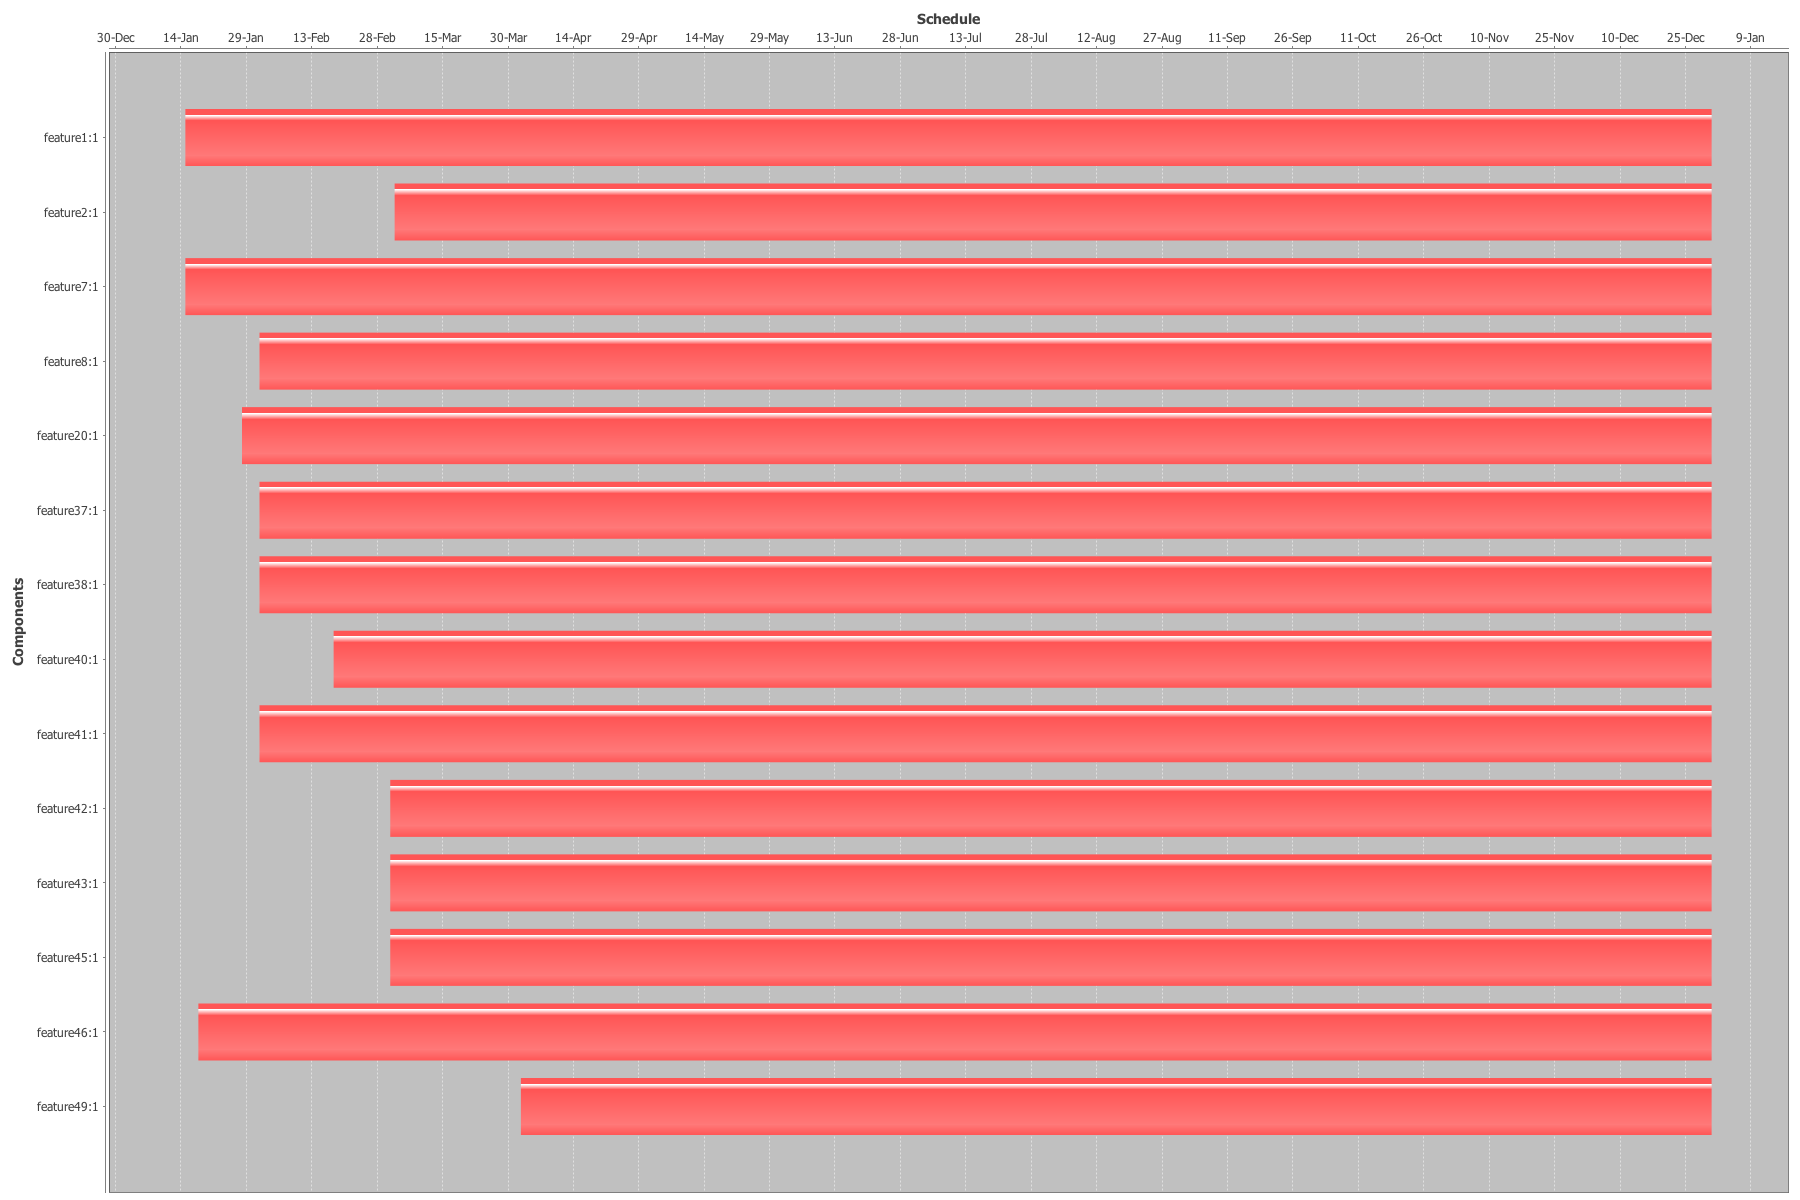 Schedule
30-Dec 14-Jan 29-Jan 13-Feb 28-Feb 15-Mar 30-Mar 14-Apr 29-Apr 14-May 29-May 13-Jun 28-Jun 13-Jul 28-Jul 12-Aug 27-Aug 11-Sep 26-Sep 11-Oct 26-Oct 10-Nov 25-Nov 10-Dec 25-Dec 9-Jan
Components
feature1:1
feature2:1
feature7:1
feature8:1
feature20:1
feature37:1
feature38:1
feature40:1
feature41:1
feature42:1
feature43:1
feature45:1
feature46:1
feature49:1